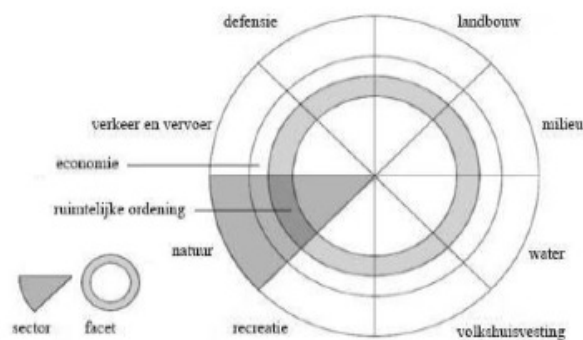 defensie
landbouw
verkeer en vervoer
milieu
economie
ruimtelijke ordening
natuur
water
sector
facet
recreatie
volkshuisvesting